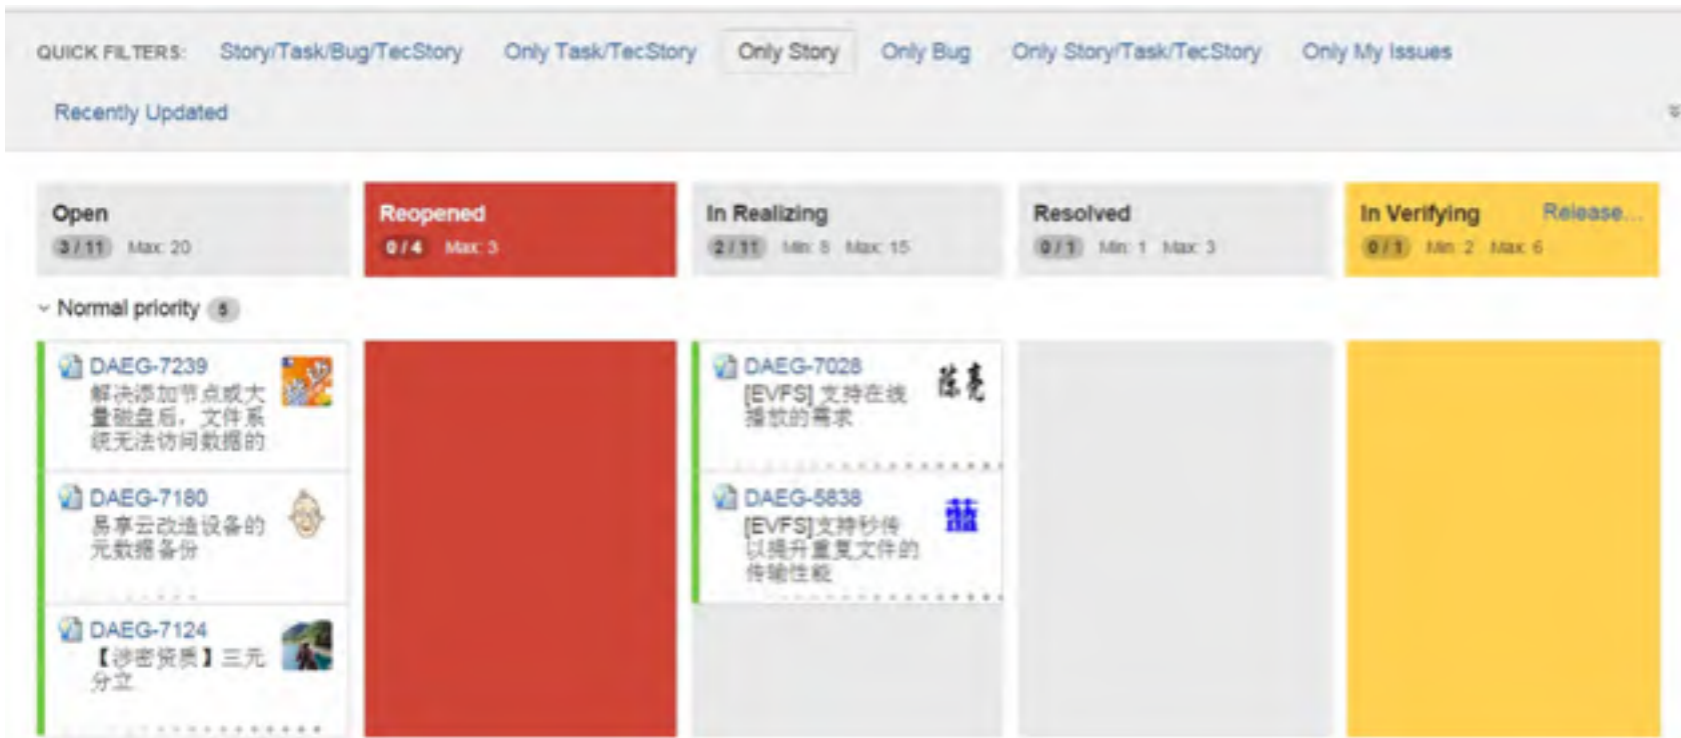 QUICK FILTERS: Story/Task/Bug/TecStory Only Task/TecStory Only Story Only Bug Only Story/Task/TecStory Only My Issues
Recently Updated
Open
3 / 11 Max: 20
Reopened
0 / 4 Max: 3
In Realizing
2 / 11 Min: 8 Max: 15
Resolved
0 / 1 Min: 1 Max: 3
In Verifying Release...
0 / 1 Min: 2 Max: 6
Normal priority 5
DAEG-7239
解决添加节点或大
量磁盘后，文件系
统无法访问数据的
DAEG-7180
易享云改造设备的
元数据备份
DAEG-7124
【涉密资质】三元
分立
DAEG-7028
[EVFS] 支持在线
播放的需求
陈亮
DAEG-5838
[EVFS]支持秒传
以提升重复文件的
传输性能
蓝